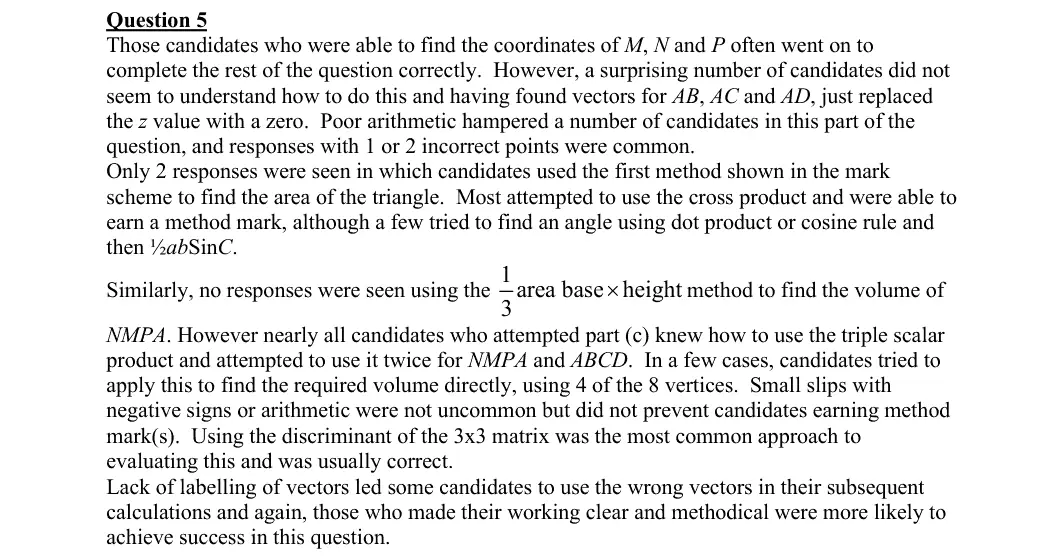 Question 5
Those candidates who were able to find the coordinates of M, N and P often went on to
complete the rest of the question correctly.  However, a surprising number of candidates did not
seem to understand how to do this and having found vectors for AB, AC and AD, just replaced
the z value with a zero.  Poor arithmetic hampered a number of candidates in this part of the
question, and responses with 1 or 2 incorrect points were common.
Only 2 responses were seen in which candidates used the first method shown in the mark
scheme to find the area of the triangle.  Most attempted to use the cross product and were able to
earn a method mark, although a few tried to find an angle using dot product or cosine rule and
then ½abSinC.
Similarly, no responses were seen using the 1/3 area base × height method to find the volume of
NMPA. However nearly all candidates who attempted part (c) knew how to use the triple scalar
product and attempted to use it twice for NMPA and ABCD.  In a few cases, candidates tried to
apply this to find the required volume directly, using 4 of the 8 vertices.  Small slips with
negative signs or arithmetic were not uncommon but did not prevent candidates earning method
mark(s).  Using the discriminant of the 3x3 matrix was the most common approach to
evaluating this and was usually correct.
Lack of labelling of vectors led some candidates to use the wrong vectors in their subsequent
calculations and again, those who made their working clear and methodical were more likely to
achieve success in this question.